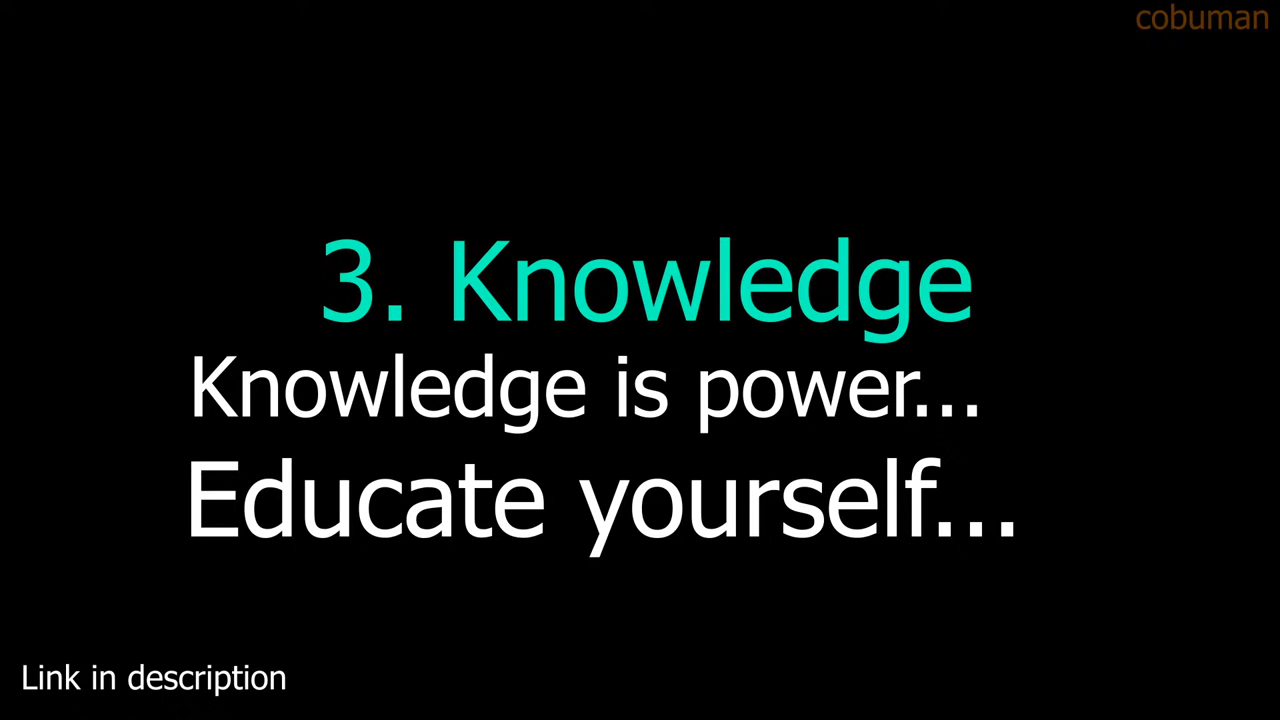 cobuman
3. Knowledge
Knowledge is power...
Educate yourself...
Link in description